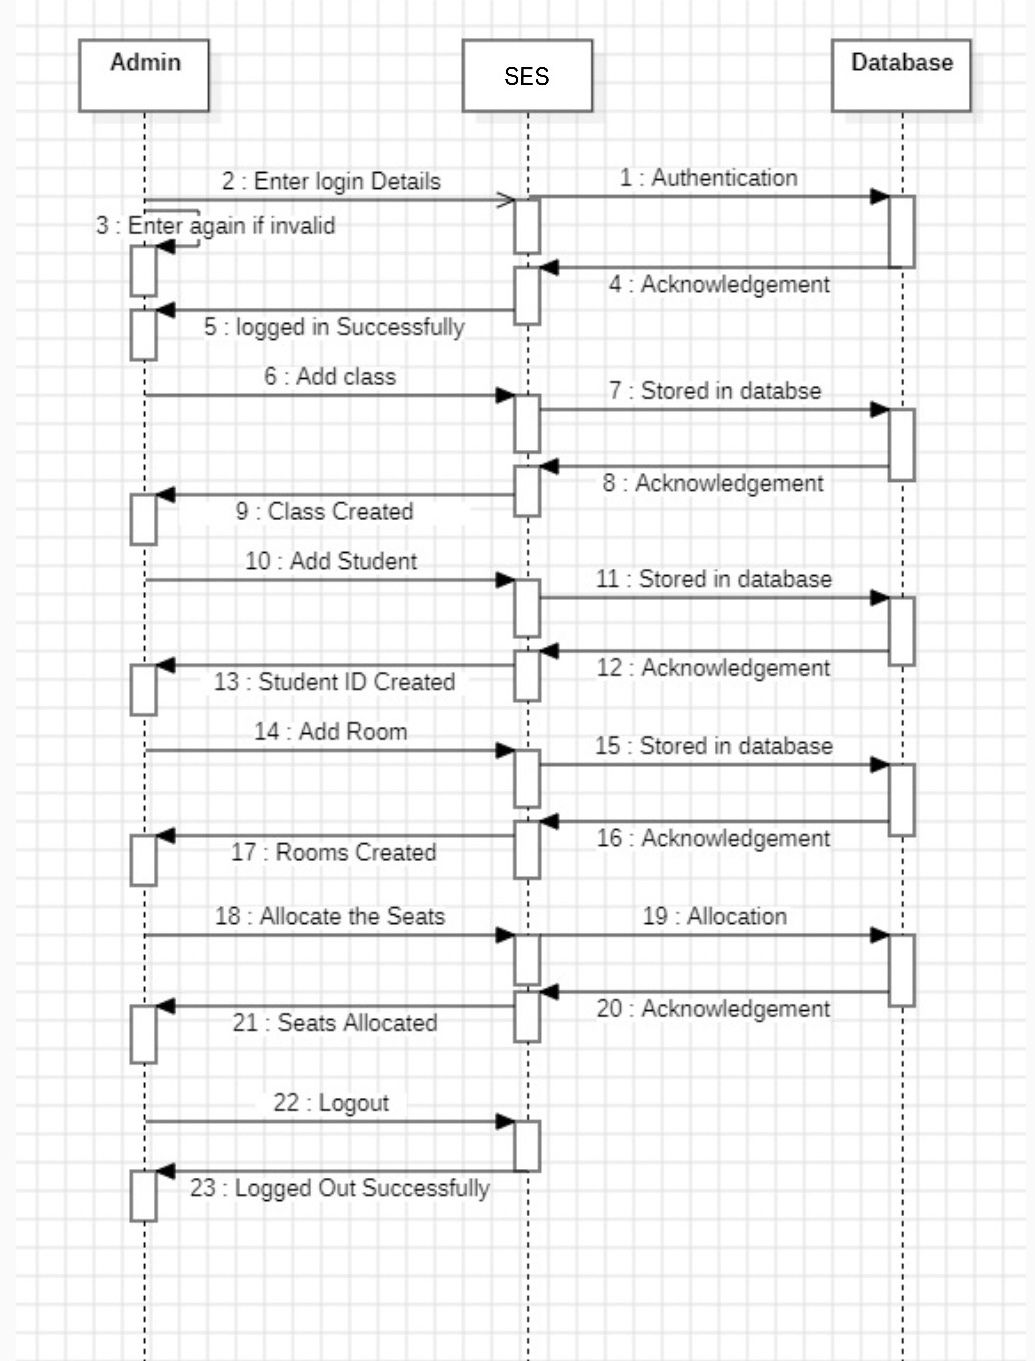 Admin
SES
Database
2 : Enter login Details
1 : Authentication
3 : Enter again if invalid
4 : Acknowledgement
5 : logged in Successfully
6 : Add class
7 : Stored in databse
8 : Acknowledgement
9 : Class Created
10 : Add Student
11 : Stored in database
12 : Acknowledgement
13 : Student ID Created
14 : Add Room
15 : Stored in database
16 : Acknowledgement
17 : Rooms Created
18 : Allocate the Seats
19 : Allocation
20 : Acknowledgement
21 : Seats Allocated
22 : Logout
23 : Logged Out Successfully